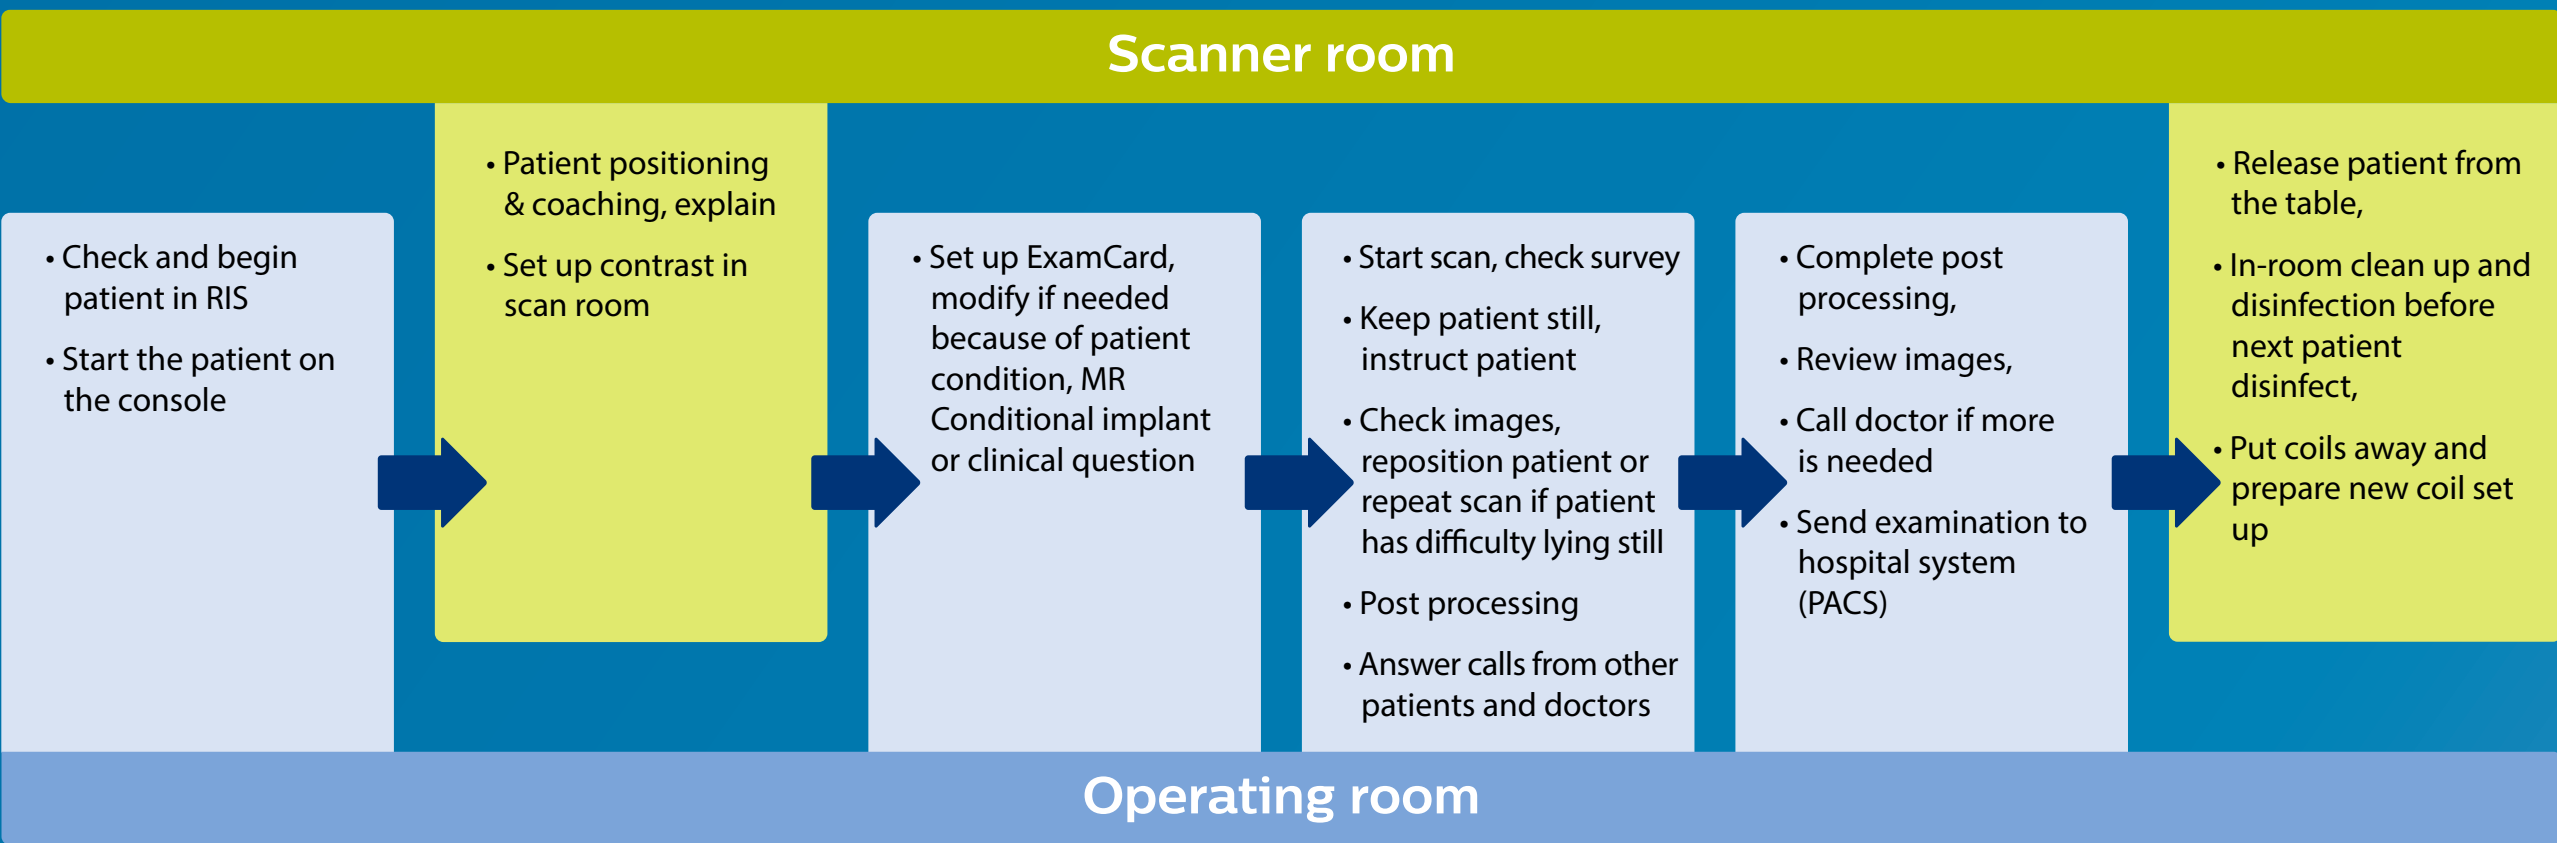 Scanner room
• Check and begin
patient in RIS
• Start the patient on
the console
• Patient positioning
& coaching, explain
• Set up contrast in
scan room
• Set up ExamCard,
modify if needed
because of patient
condition, MR
Conditional implant
or clinical question
• Start scan, check survey
• Keep patient still,
instruct patient
• Check images,
reposition patient or
repeat scan if patient
has difficulty lying still
• Post processing
• Answer calls from other
patients and doctors
• Complete post
processing,
• Review images,
• Call doctor if more
is needed
• Send examination to
hospital system
(PACS)
• Release patient from
the table,
• In-room clean up and
disinfection before
next patient
disinfect,
• Put coils away and
prepare new coil set
up
Operating room